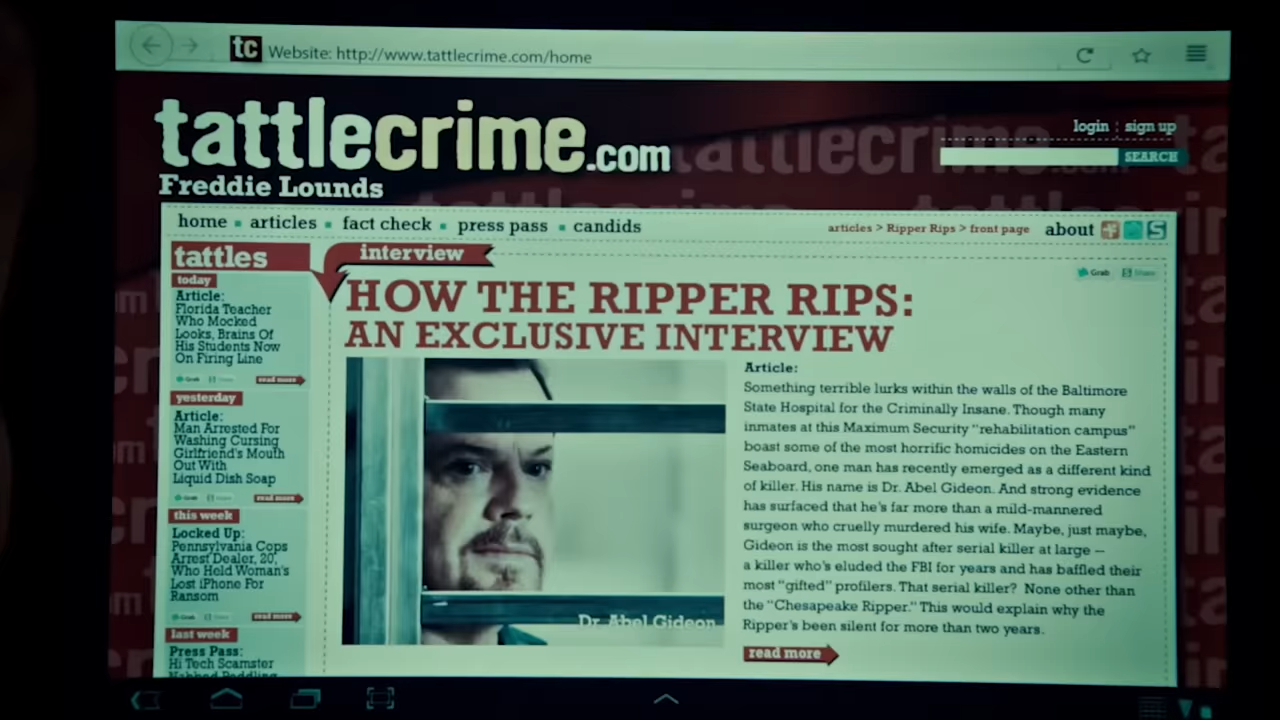 tc Website: http://www.tattlecrime.com/home
tattlecrime.com
Freddie Lounds
login : sign up
SEARCH
home ▪ articles ▪ fact check ▪ press pass ▪ candids
articles > Ripper Rips > front page about
tattles
today
Article:
Florida Teacher
Who Mocked
Looks, Brains Of
His Students Now
On Firing Line
Grab Share read more
yesterday
Article:
Man Arrested For
Washing Cursing
Girlfriend's Mouth
Out With
Liquid Dish Soap
Grab Share read more
this week
Locked Up:
Pennsylvania Cops
Arrest Dealer, 20,
Who Held Woman's
Lost iPhone For
Ransom
Grab Share read more
last week
Press Pass:
Hi Tech Scamster
interview
Grab Share
HOW THE RIPPER RIPS:
AN EXCLUSIVE INTERVIEW
Dr. Abel Gideon
Article:
Something terrible lurks within the walls of the Baltimore
State Hospital for the Criminally Insane. Though many
inmates at this Maximum Security "rehabilitation campus"
boast some of the most horrific homicides on the Eastern
Seaboard, one man has recently emerged as a different kind
of killer. His name is Dr. Abel Gideon. And strong evidence
has surfaced that he's far more than a mild-mannered
surgeon who cruelly murdered his wife. Maybe, just maybe,
Gideon is the most sought after serial killer at large –
a killer who's eluded the FBI for years and has baffled their
most "gifted" profilers. That serial killer? None other than
the "Chesapeake Ripper." This would explain why the
Ripper's been silent for more than two years.
read more